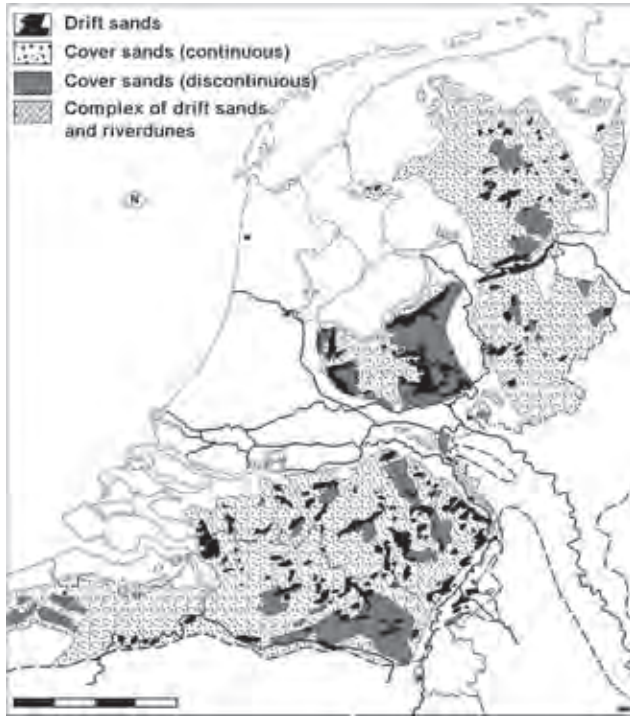 Drift sands
Cover sands (continuous)
Cover sands (discontinuous)
Complex of drift sands
and riverdunes
N